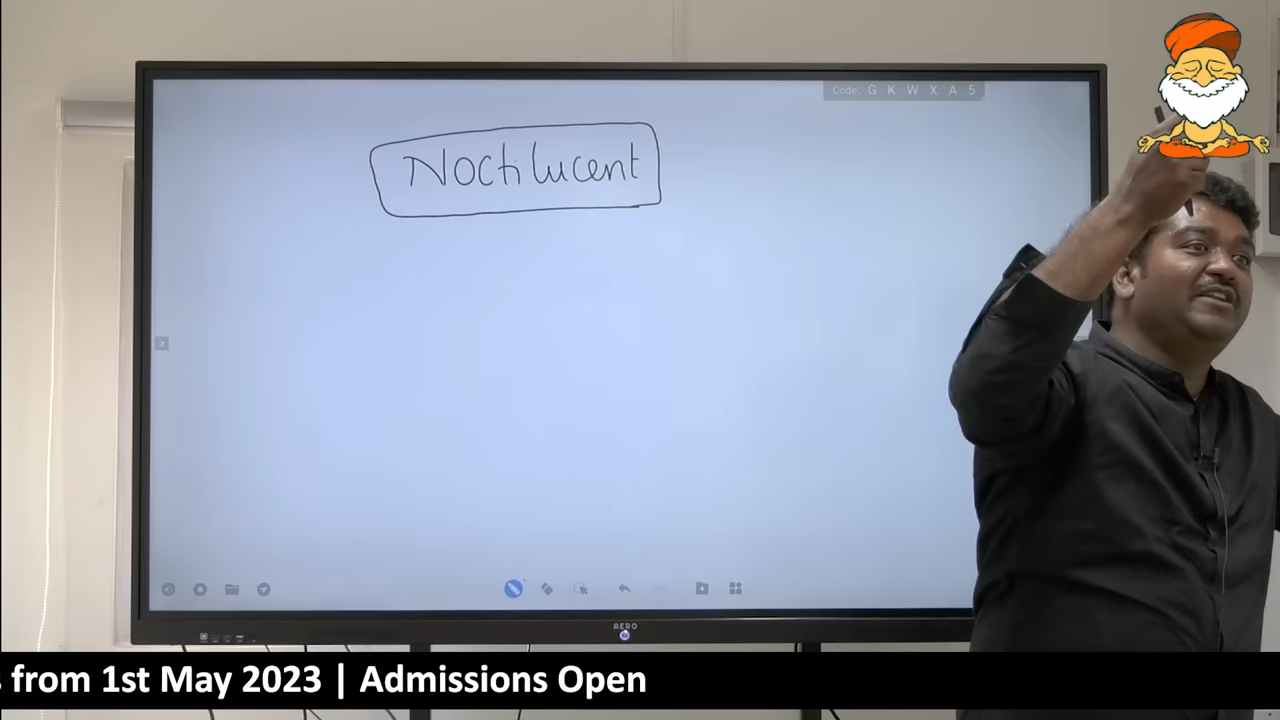 Code: G K W X A 5
Noctilucent
AERO
s from 1st May 2023 | Admissions Open